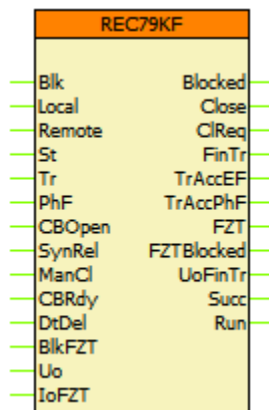 REC79KF
Blk Blocked
Local Close
Remote ClReq
St FinTr
Tr TrAccEF
PhF TrAccPhF
CBOpen FZT
SynRel FZTBlocked
ManCl UoFinTr
CBRdy Succ
DtDel Run
BlkFZT
Uo
IoFZT